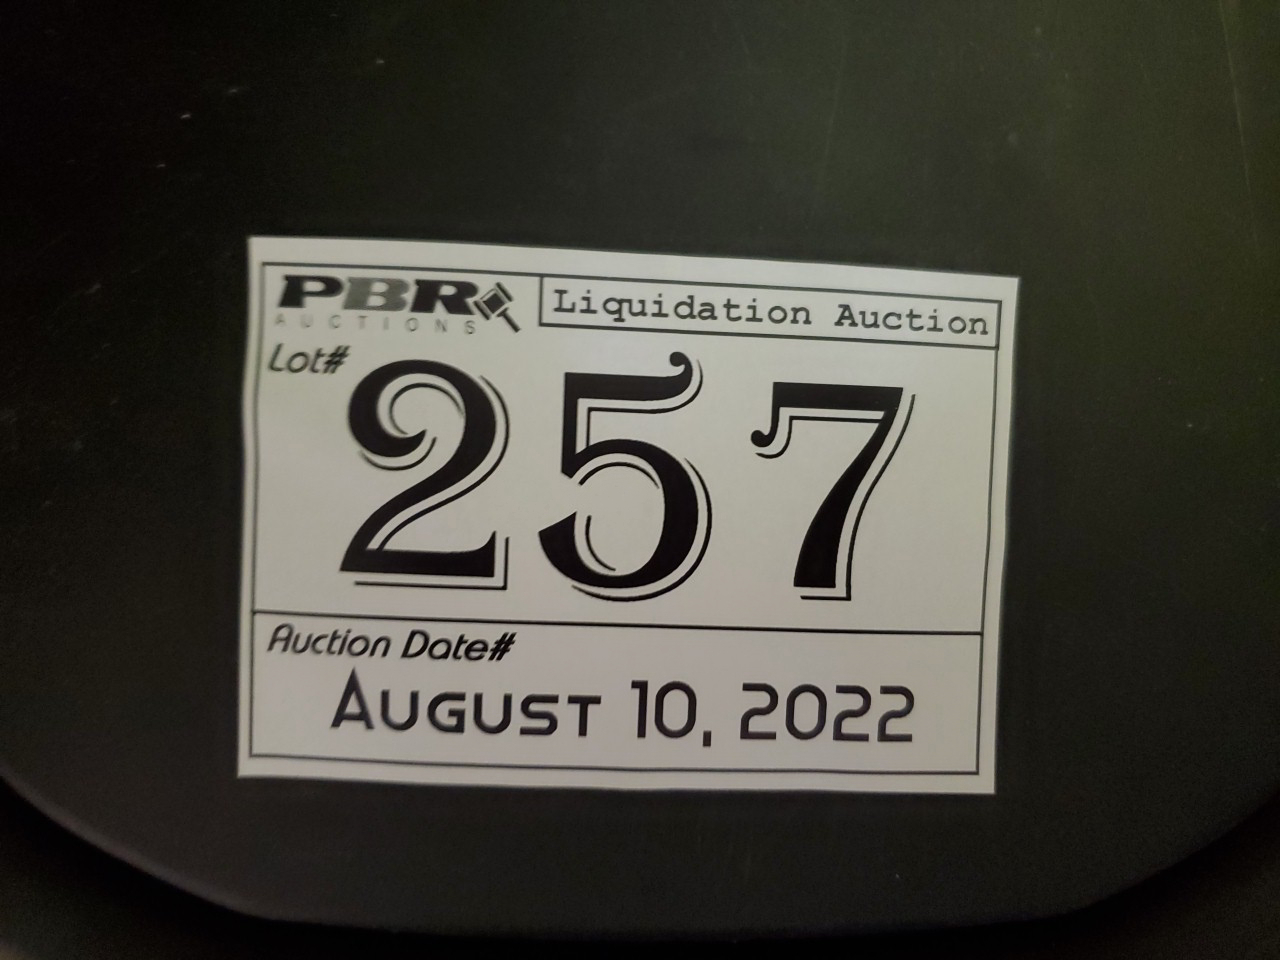 PBR
AUCTIONS
Liquidation Auction
Lot#
257
Auction Date#
August 10, 2022